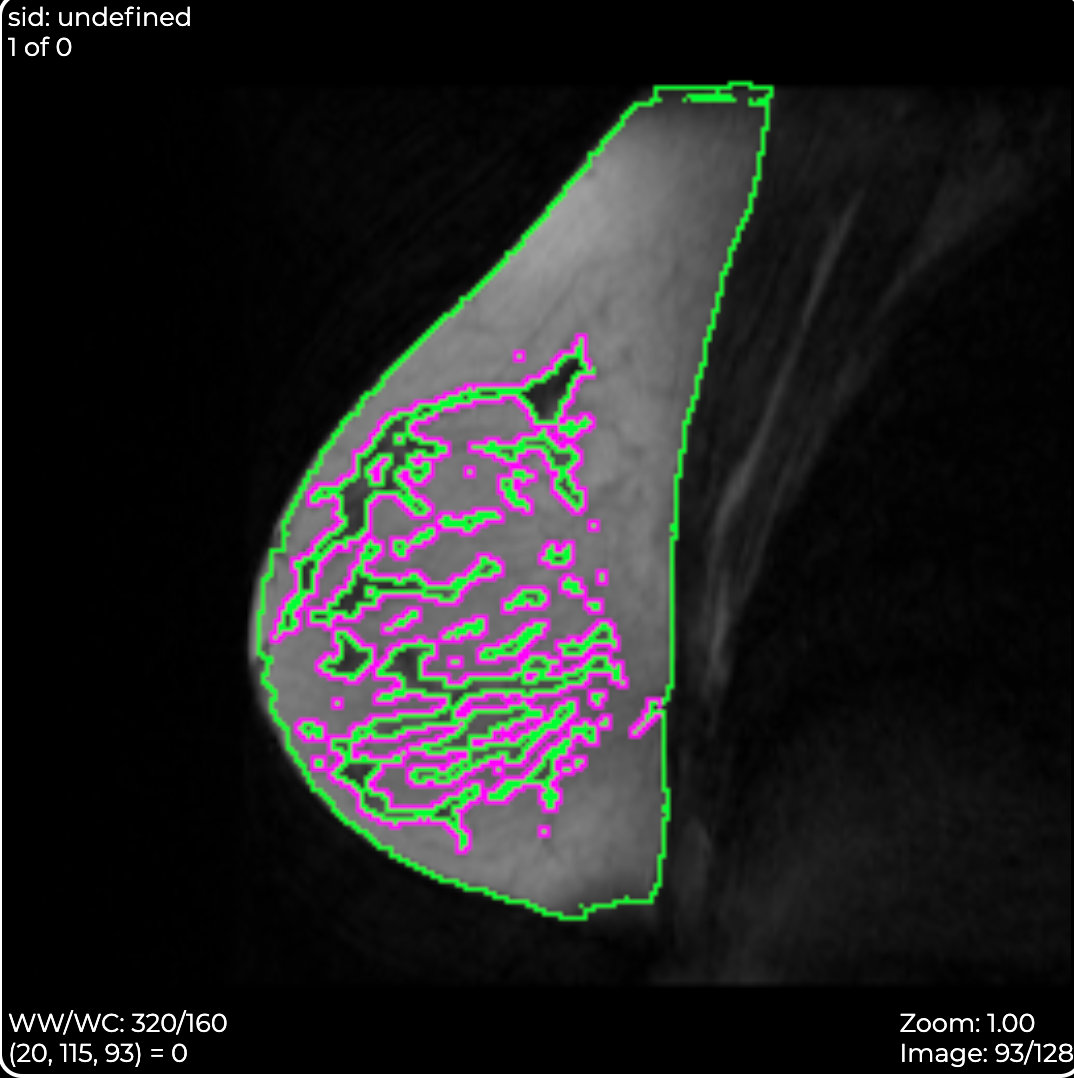 sid: undefined
1 of 0
WW/WC: 320/160
(20, 115, 93) = 0
Zoom: 1.00
Image: 93/128